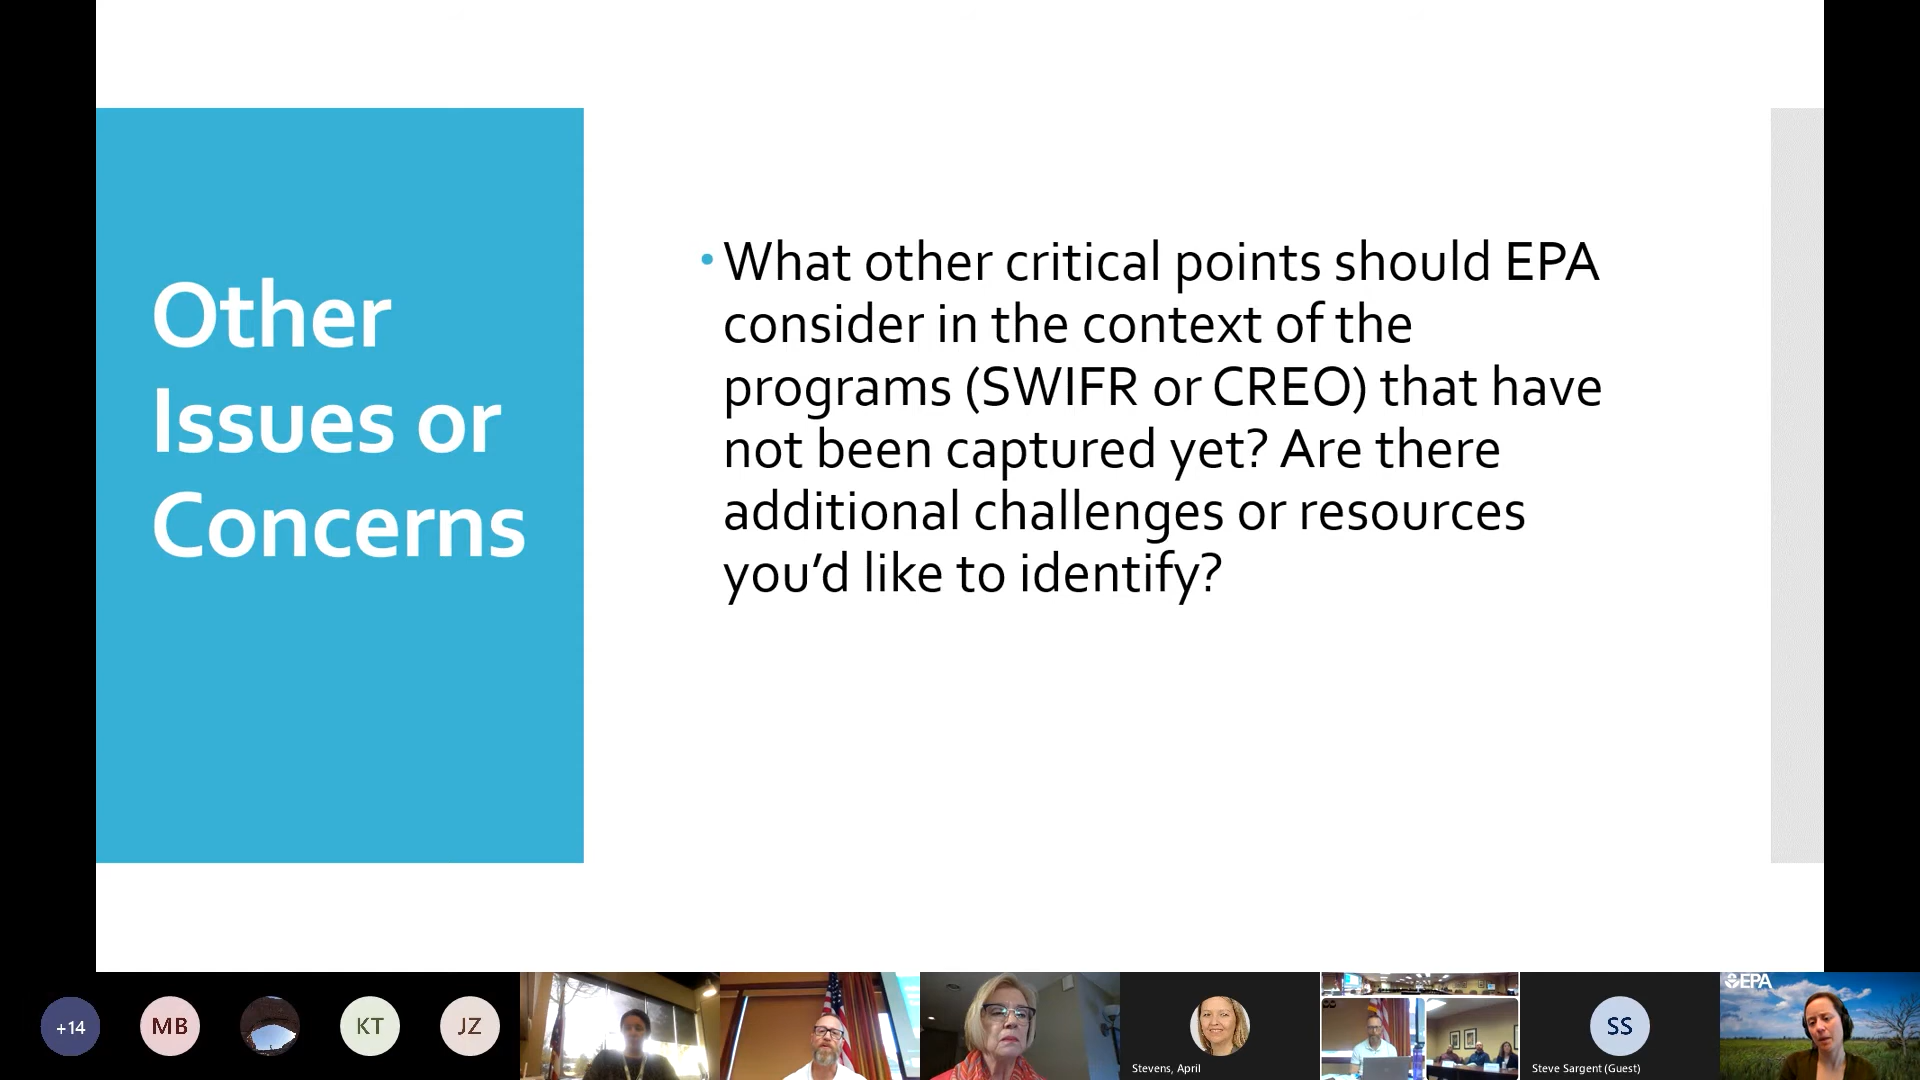 Other
Issues or
Concerns
• What other critical points should EPA
consider in the context of the
programs (SWIFR or CREO) that have
not been captured yet? Are there
additional challenges or resources
you’d like to identify?
+14
MB
KT
JZ
Stevens, April
SS
Steve Sargent (Guest)
EPA